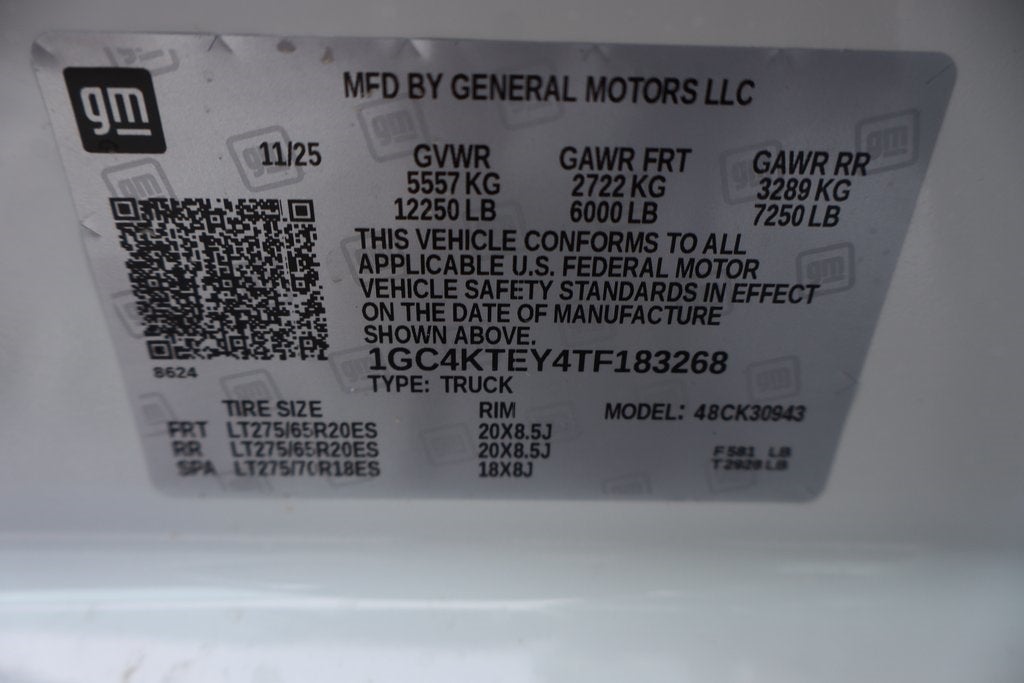 gm
MFD BY GENERAL MOTORS LLC
11/25
GVWR GAWR FRT GAWR RR
5557 KG 2722 KG 3289 KG
12250 LB 6000 LB 7250 LB
THIS VEHICLE CONFORMS TO ALL
APPLICABLE U.S. FEDERAL MOTOR
VEHICLE SAFETY STANDARDS IN EFFECT
ON THE DATE OF MANUFACTURE
SHOWN ABOVE.
1GC4KTEY4TF183268
8624
TYPE: TRUCK
TIRE SIZE RIM MODEL: 48CK30943
FRT LT275/65R20ES 20X8.5J
RR LT275/65R20ES 20X8.5J F 581 LB
SPA LT275/70R18ES 18X8J T 2928 LB